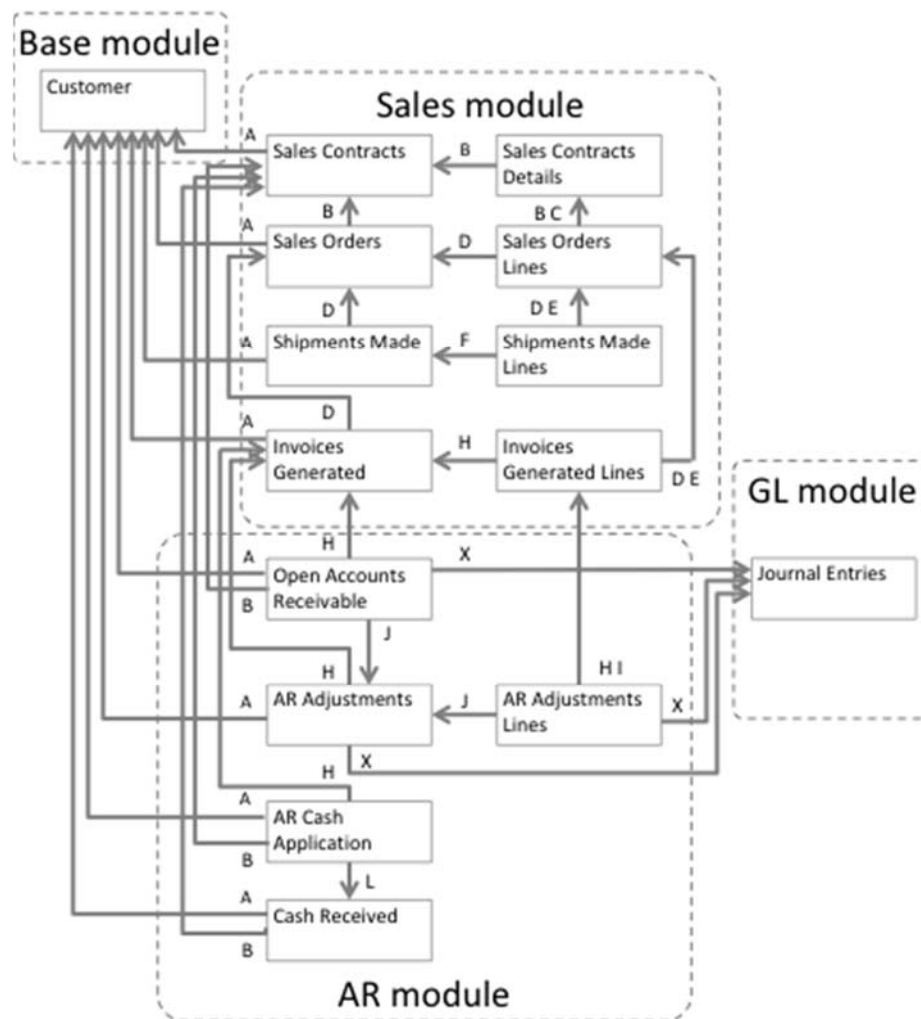 Base module
Customer
Sales module
A
Sales Contracts
B
Sales Contracts
Details
B
B C
A
Sales Orders
D
Sales Orders
Lines
D
D E
A
Shipments Made
F
Shipments Made
Lines
D
A
Invoices
Generated
H
Invoices
Generated Lines
D E
GL module
Journal Entries
H
A
X
Open Accounts
Receivable
B
J
H
H I
A
AR Adjustments
J
AR Adjustments
Lines
X
X
H
A
AR Cash
Application
B
L
A
Cash Received
B
AR module